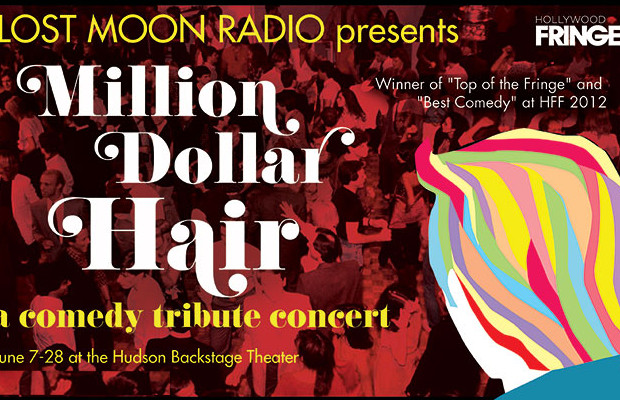 LOST MOON RADIO presents
HOLLYWOOD
FRINGE
Million
Dollar
Hair
Winner of "Top of the Fringe" and
"Best Comedy" at HFF 2012
a comedy tribute concert
une 7-28 at the Hudson Backstage Theater